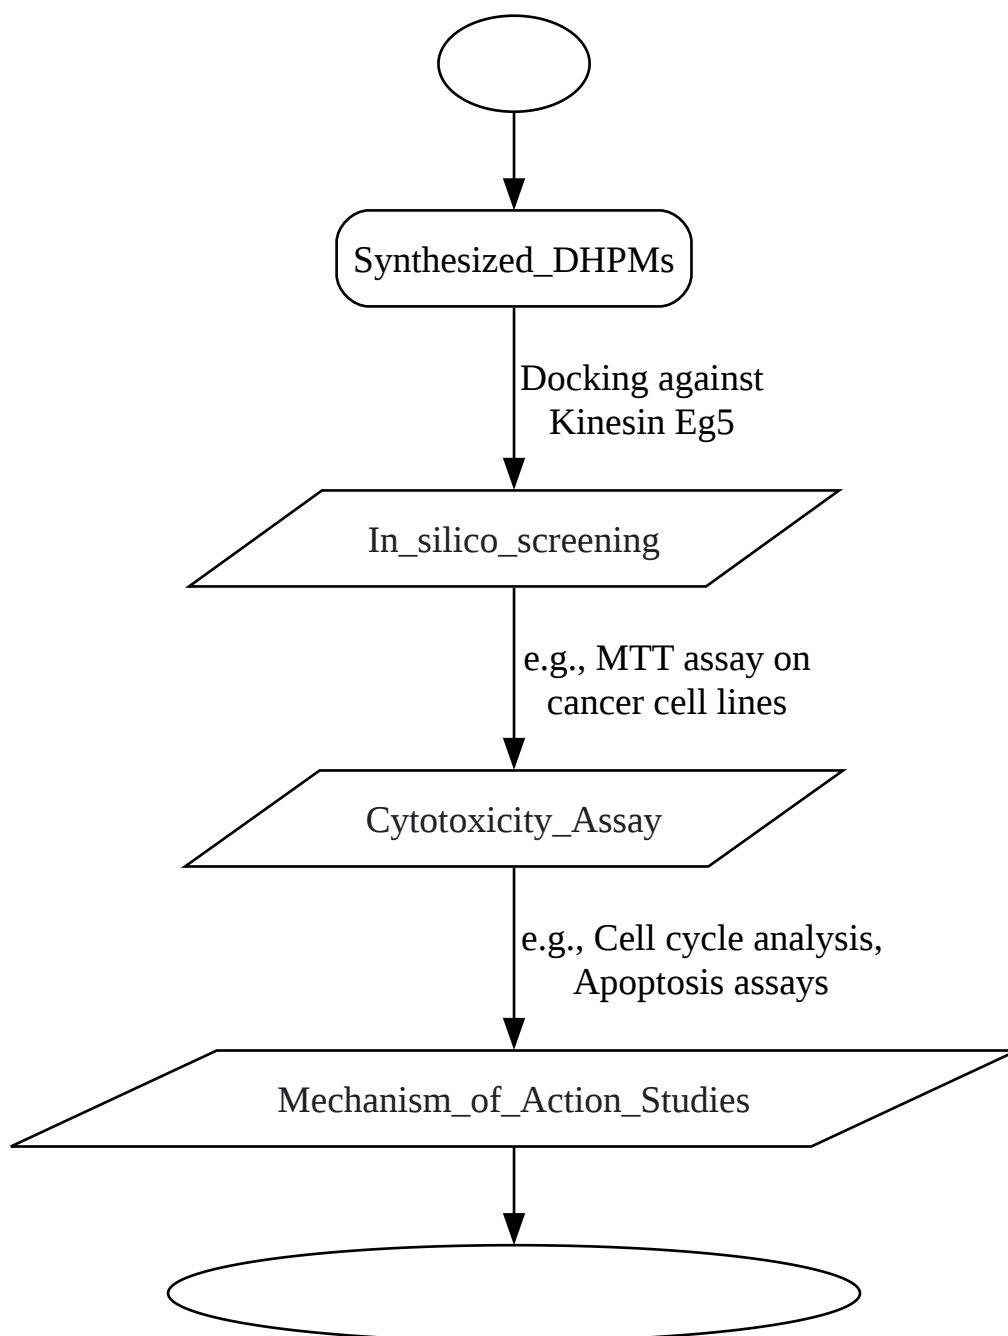 Synthesized_DHPMs
Docking against
Kinesin Eg5
In_silico_screening
e.g., MTT assay on
cancer cell lines
Cytotoxicity_Assay
e.g., Cell cycle analysis,
Apoptosis assays
Mechanism_of_Action_Studies